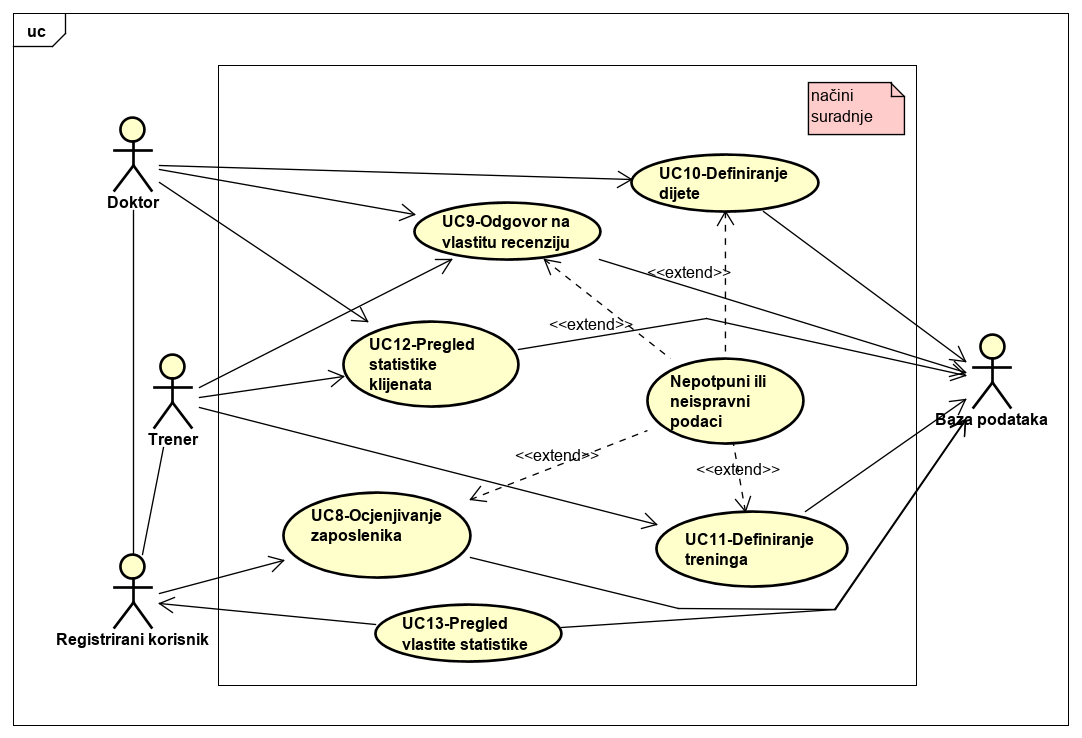 uc
načini
suradnje
Doktor
UC10-Definiranje
dijete
UC9-Odgovor na
vlastitu recenziju
<<extend>>
<<extend>>
UC12-Pregled
statistike
klijenata
Nepotpuni ili
neispravni
podaci
Trener
Baza podataka
<<extend>>
<<extend>>
UC8-Ocjenjivanje
zaposlenika
UC11-Definiranje
treninga
UC13-Pregled
vlastite statistike
Registrirani korisnik